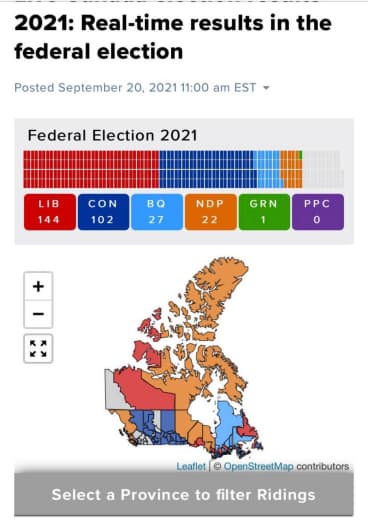 2021: Real-time results in the
federal election
Posted September 20, 2021 11:00 am EST
Federal Election 2021
LIB CON BQ NDP GRN PPC
144 102 27 22 1 0
+
−
Leaflet | © OpenStreetMap contributors
Select a Province to filter Ridings